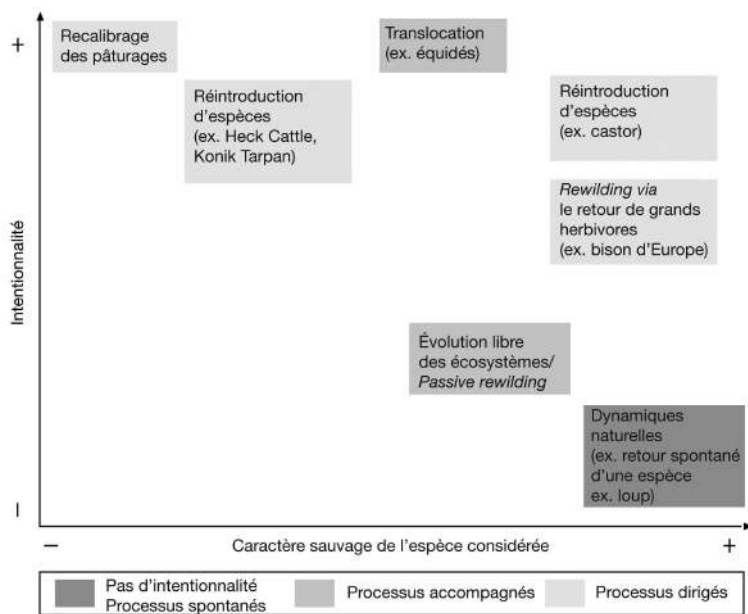 +
Recalibrage
des pâturages
Translocation
(ex. équidés)
Réintroduction
d'espèces
(ex. Heck Cattle,
Konik Tarpan)
Réintroduction
d'espèces
(ex. castor)
Rewilding via
le retour de grands
herbivores
(ex. bison d'Europe)
Intentionnalité
Évolution libre
des écosystèmes/
Passive rewilding
Dynamiques
naturelles
(ex. retour spontané
d'une espèce
ex. loup)
–
–
Caractère sauvage de l'espèce considérée
+
Pas d'intentionnalité
Processus spontanés
Processus accompagnés
Processus dirigés